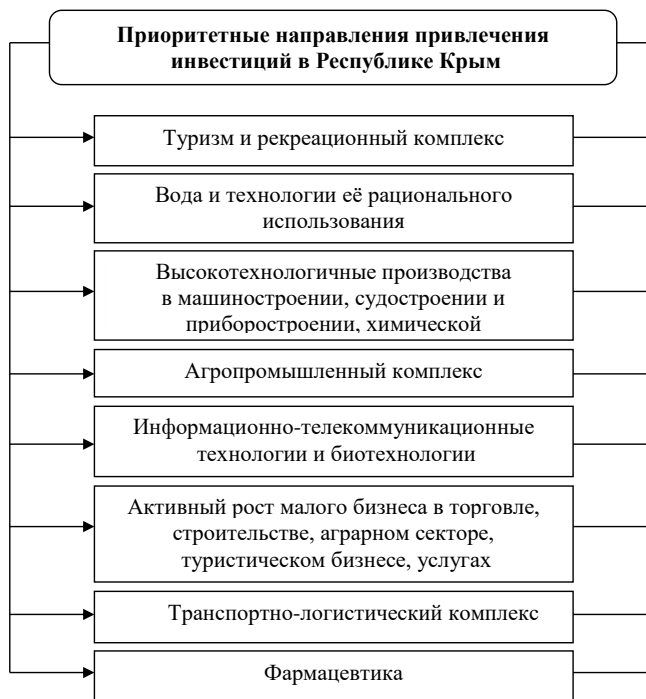 Приоритетные направления привлечения
инвестиций в Республике Крым
Туризм и рекреационный комплекс
Вода и технологии её рационального
использования
Высокотехнологичные производства
в машиностроении, судостроении и
приборостроении, химической
Агропромышленный комплекс
Информационно-телекоммуникационные
технологии и биотехнологии
Активный рост малого бизнеса в торговле,
строительстве, аграрном секторе,
туристическом бизнесе, услугах
Транспортно-логистический комплекс
Фармацевтика